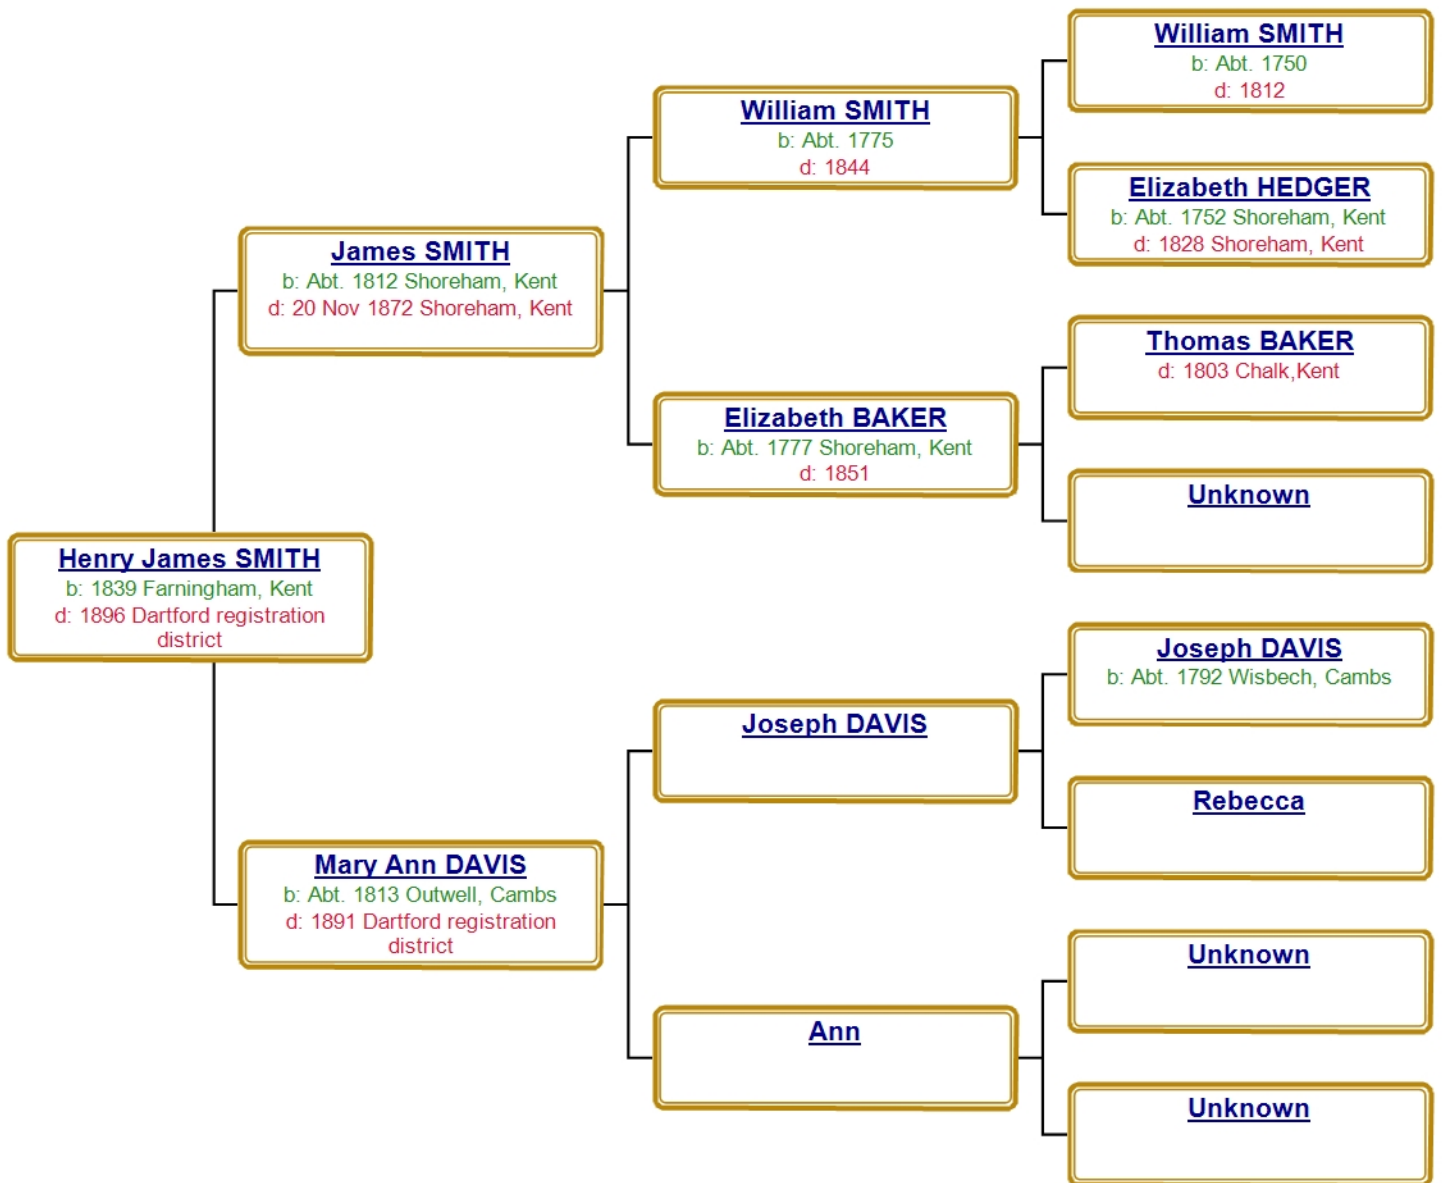 William SMITH
b: Abt. 1750
d: 1812
William SMITH
b: Abt. 1775
d: 1844
Elizabeth HEDGER
b: Abt. 1752 Shoreham, Kent
d: 1828 Shoreham, Kent
James SMITH
b: Abt. 1812 Shoreham, Kent
d: 20 Nov 1872 Shoreham, Kent
Thomas BAKER
d: 1803 Chalk,Kent
Elizabeth BAKER
b: Abt. 1777 Shoreham, Kent
d: 1851
Unknown
Henry James SMITH
b: 1839 Farningham, Kent
d: 1896 Dartford registration
district
Joseph DAVIS
b: Abt. 1792 Wisbech, Cambs
Joseph DAVIS
Rebecca
Mary Ann DAVIS
b: Abt. 1813 Outwell, Cambs
d: 1891 Dartford registration
district
Unknown
Ann
Unknown